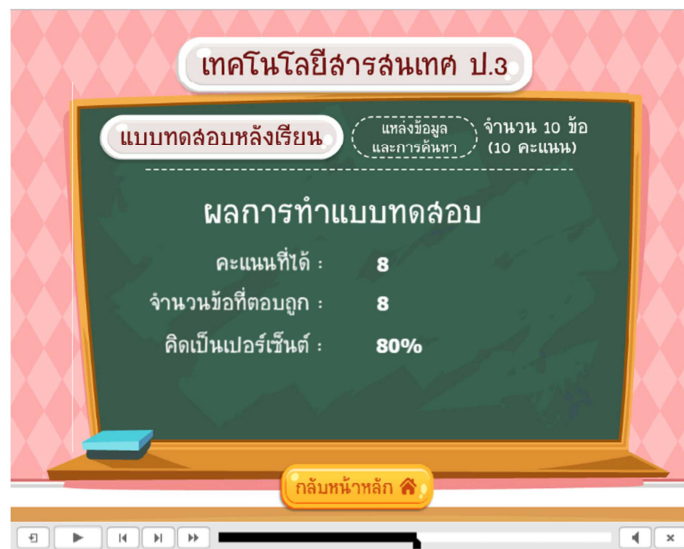 เทคโนโลยีสารสนเทศ ป.3
แบบทดสอบหลังเรียน
แหล่งข้อมูล
และการค้นหา
จำนวน 10 ข้อ
(10 คะแนน)
ผลการทำแบบทดสอบ
คะแนนที่ได้ : 8
จำนวนข้อที่ตอบถูก : 8
คิดเป็นเปอร์เซ็นต์ : 80%
กลับหน้าหลัก